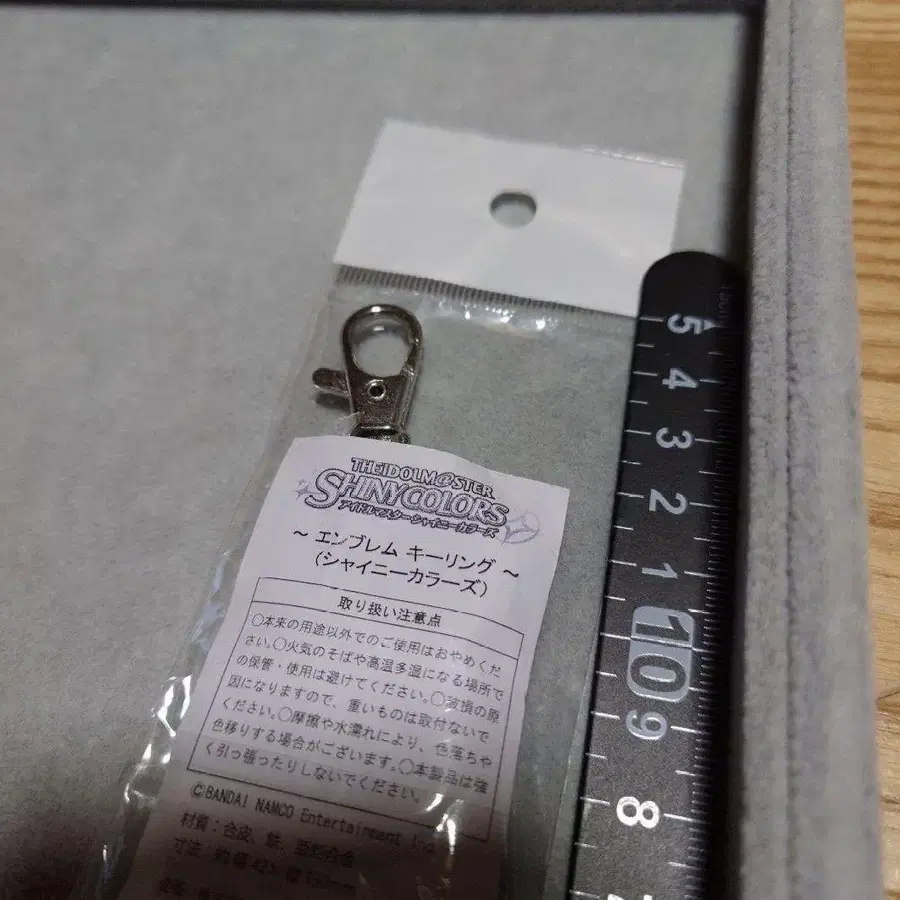 THE IDOLM@STER
SHINYCOLORS
アイドルマスター シャイニーカラーズ
~ エンブレム キーリング ~
(シャイニーカラーズ)
取り扱い注意点
○本来の用途以外でのご使用はおやめくだ
さい。○火気のそばや高温多湿になる場所で
の保管・使用は避けてください。○破損の原
因になりますので、重いものは取付ないで
ください。○摩擦や水濡れにより、色落ちや
色移りする場合がございます。○本製品は強
く引っ張ったりしないでください。
©BANDAI NAMCO Entertainment Inc.
材質:合皮、鉄、亜鉛合金
寸法:約 幅
5
4
3
2
1
10
9
8
7